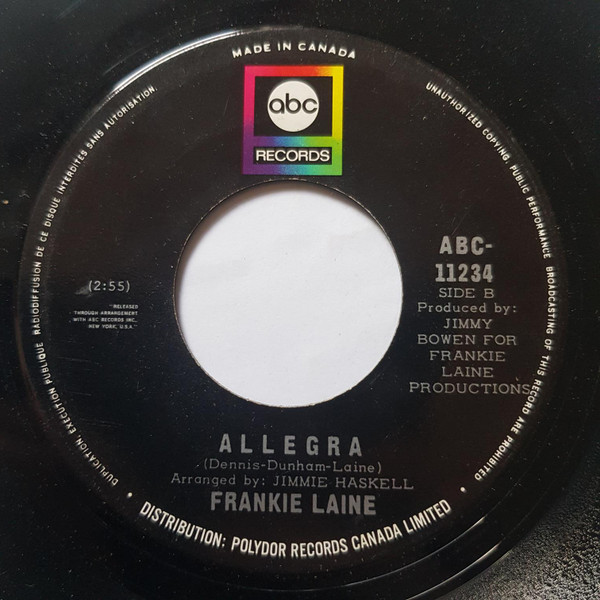 MADE IN CANADA
abc
RECORDS
DUPLICATION, EXÉCUTION PUBLIQUE RADIODIFFUSION DE CE DISQUE INTERDITES SANS AUTORISATION.
UNAUTHORIZED COPYING, PUBLIC PERFORMANCE BROADCASTING OF THIS RECORD ARE PROHIBITED
(2:55)
"RELEASED
THROUGH ARRANGEMENT
WITH ABC RECORDS INC.,
NEW YORK, U.S.A."
ABC-
11234
SIDE B
Produced by:
JIMMY
BOWEN FOR
FRANKIE
LAINE
PRODUCTIONS
ALLEGRA
(Dennis-Dunham-Laine)
Arranged by: JIMMIE HASKELL
FRANKIE LAINE
• DISTRIBUTION: POLYDOR RECORDS CANADA LIMITED •